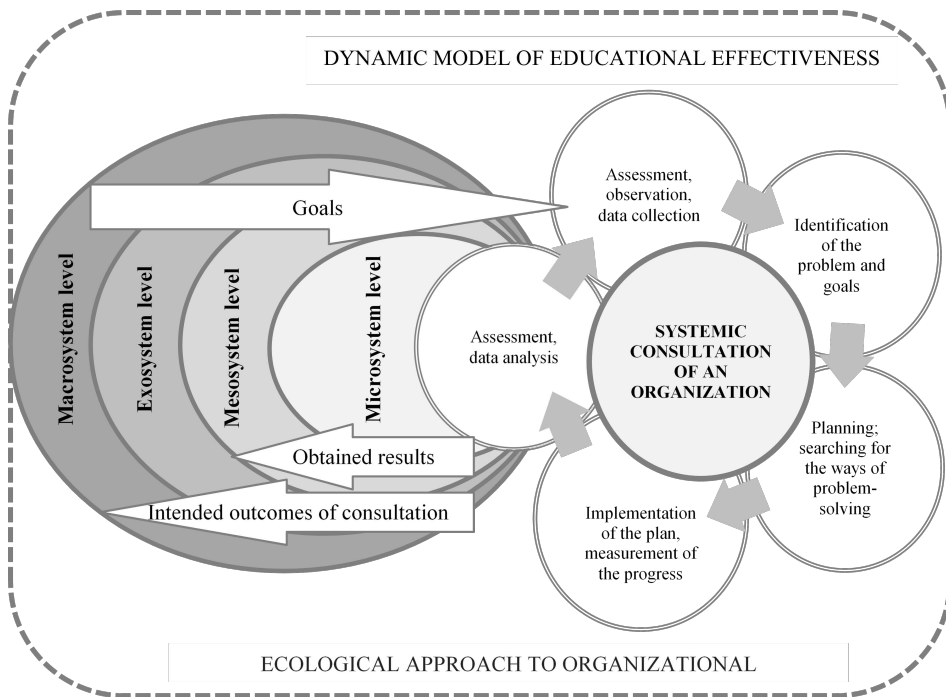 DYNAMIC MODEL OF EDUCATIONAL EFFECTIVENESS
Goals
Macrosystem level
Exosystem level
Mesosystem level
Microsystem level
Obtained results
Intended outcomes of consultation
Assessment,
data analysis
Assessment,
observation,
data collection
Identification
of the
problem and
goals
SYSTEMIC
CONSULTATION
OF AN
ORGANIZATION
Planning;
searching for
the ways of
problem-
solving
Implementation
of the plan,
measurement of
the progress
ECOLOGICAL APPROACH TO ORGANIZATIONAL